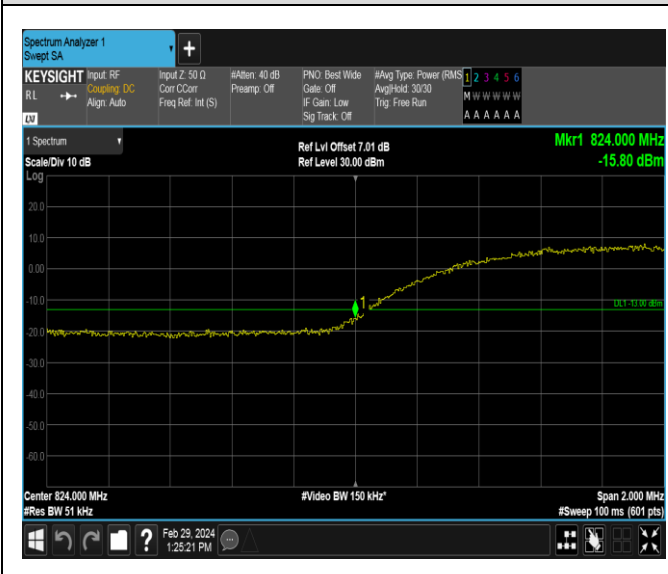 Spectrum Analyzer 1
Swept SA
+
KEYSIGHT
RL
Input: RF
Coupling: DC
Align: Auto
Input Z: 50 Ω
Corr CCorr
Freq Ref: Int (S)
#Atten: 40 dB
Preamp: Off
PNO: Best Wide
Gate: Off
IF Gain: Low
Sig Track: Off
#Avg Type: Power (RMS
Avg|Hold: 30/30
Trig: Free Run
1 2 3 4 5 6
M W W W W W
A A A A A A
LXI
1 Spectrum
Scale/Div 10 dB
Log
Ref Lvl Offset 7.01 dB
Ref Level 30.00 dBm
Mkr1 824.000 MHz
-15.80 dBm
20.0
10.0
0.00
-10.0
-20.0
-30.0
-40.0
-50.0
-60.0
1
DL1 -13.00 dBm
Center 824.000 MHz
#Res BW 51 kHz
#Video BW 150 kHz*
Span 2.000 MHz
#Sweep 100 ms (601 pts)
?
Feb 29, 2024
1:25:21 PM